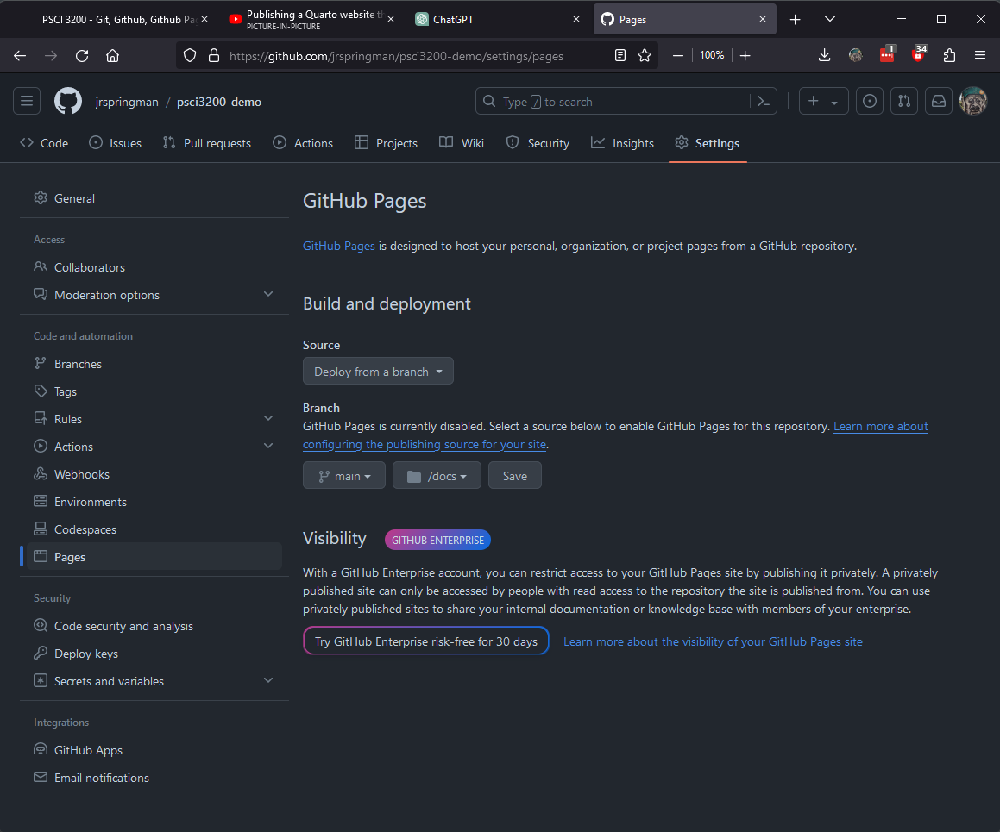 PSCI 3200 - Git, Github, Github Pa
Publishing a Quarto website th
PICTURE-IN-PICTURE
ChatGPT
Pages
https://github.com/jrspringman/psci3200-demo/settings/pages
100%
1
34
jrspringman / psci3200-demo
Type / to search
Code
Issues
Pull requests
Actions
Projects
Wiki
Security
Insights
Settings
General
Access
Collaborators
Moderation options
Code and automation
Branches
Tags
Rules
Actions
Webhooks
Environments
Codespaces
Pages
Security
Code security and analysis
Deploy keys
Secrets and variables
Integrations
GitHub Apps
Email notifications
GitHub Pages
GitHub Pages is designed to host your personal, organization, or project pages from a GitHub repository.
Build and deployment
Source
Deploy from a branch
Branch
GitHub Pages is currently disabled. Select a source below to enable GitHub Pages for this repository. Learn more about
configuring the publishing source for your site.
main
/docs
Save
Visibility
GITHUB ENTERPRISE
With a GitHub Enterprise account, you can restrict access to your GitHub Pages site by publishing it privately. A privately
published site can only be accessed by people with read access to the repository the site is published from. You can use
privately published sites to share your internal documentation or knowledge base with members of your enterprise.
Try GitHub Enterprise risk-free for 30 days
Learn more about the visibility of your GitHub Pages site